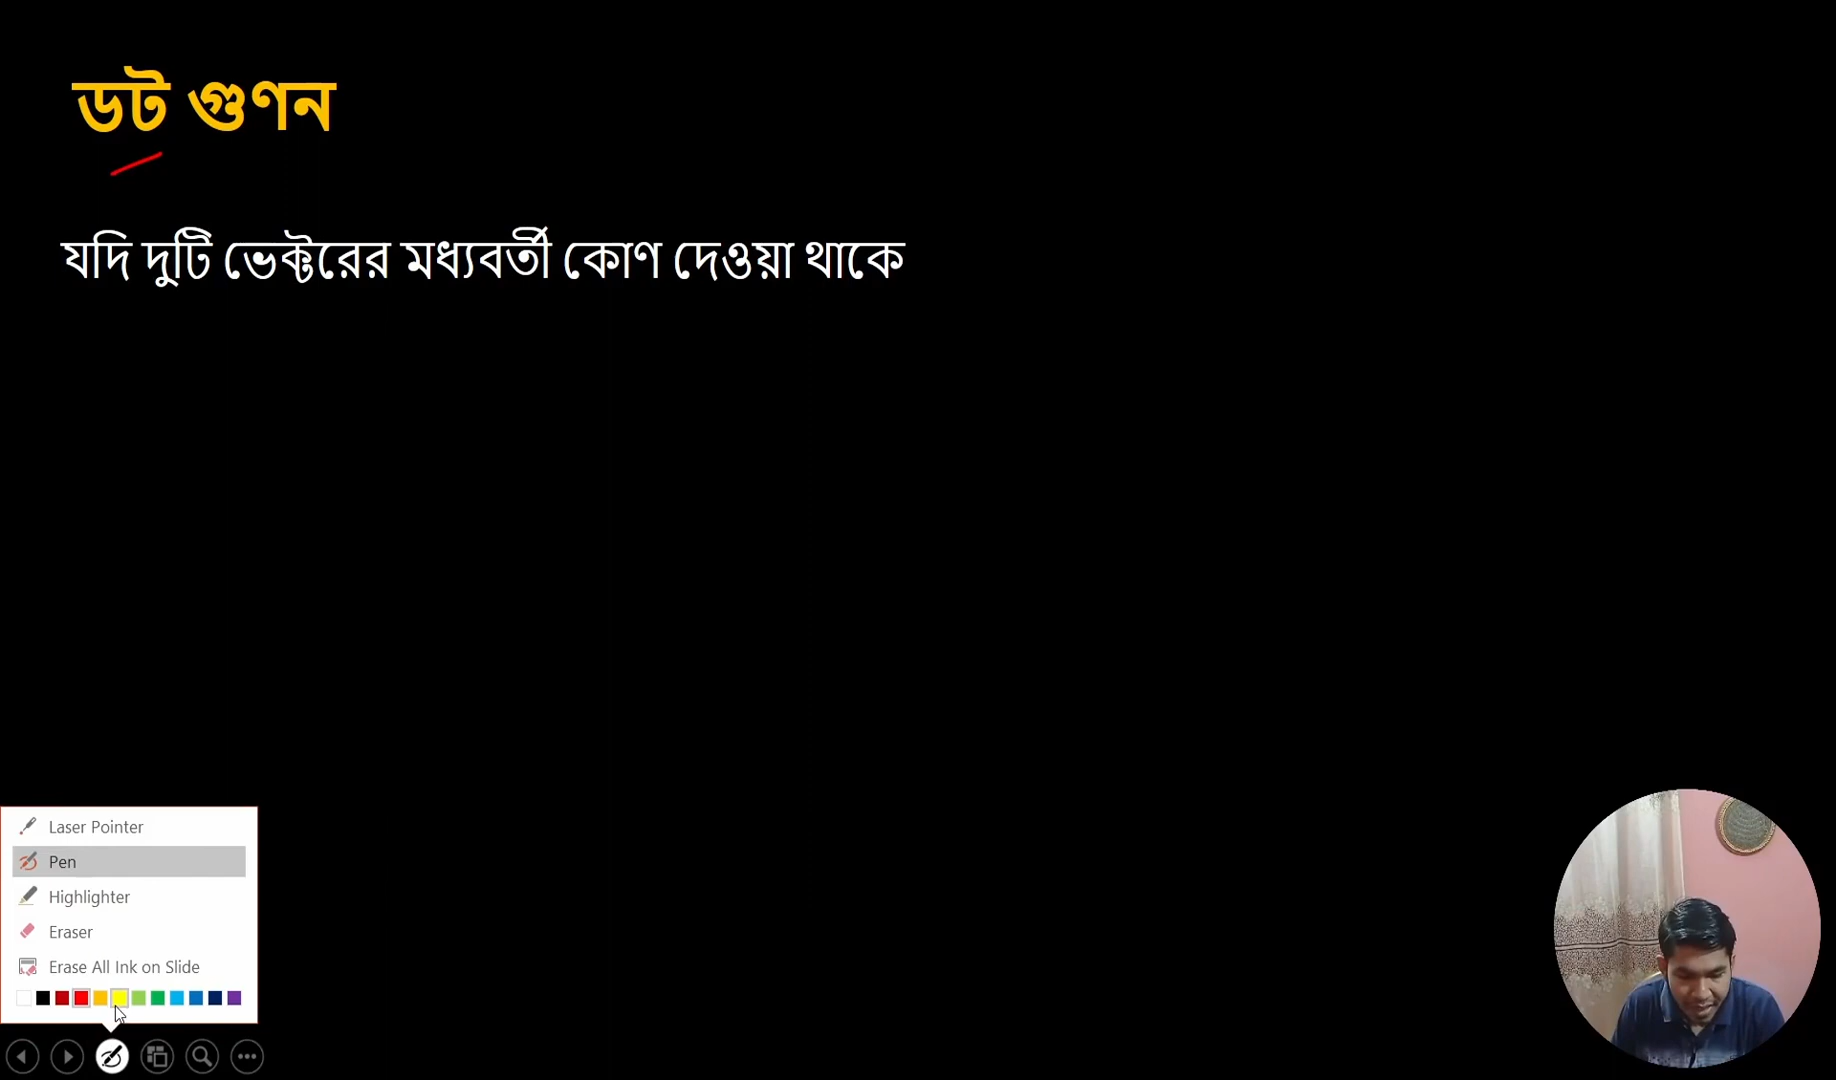 ডট গুণন
যদি দুটি ভেক্টরের মধ্যবর্তী কোণ দেওয়া থাকে
Laser Pointer
Pen
Highlighter
Eraser
Erase All Ink on Slide